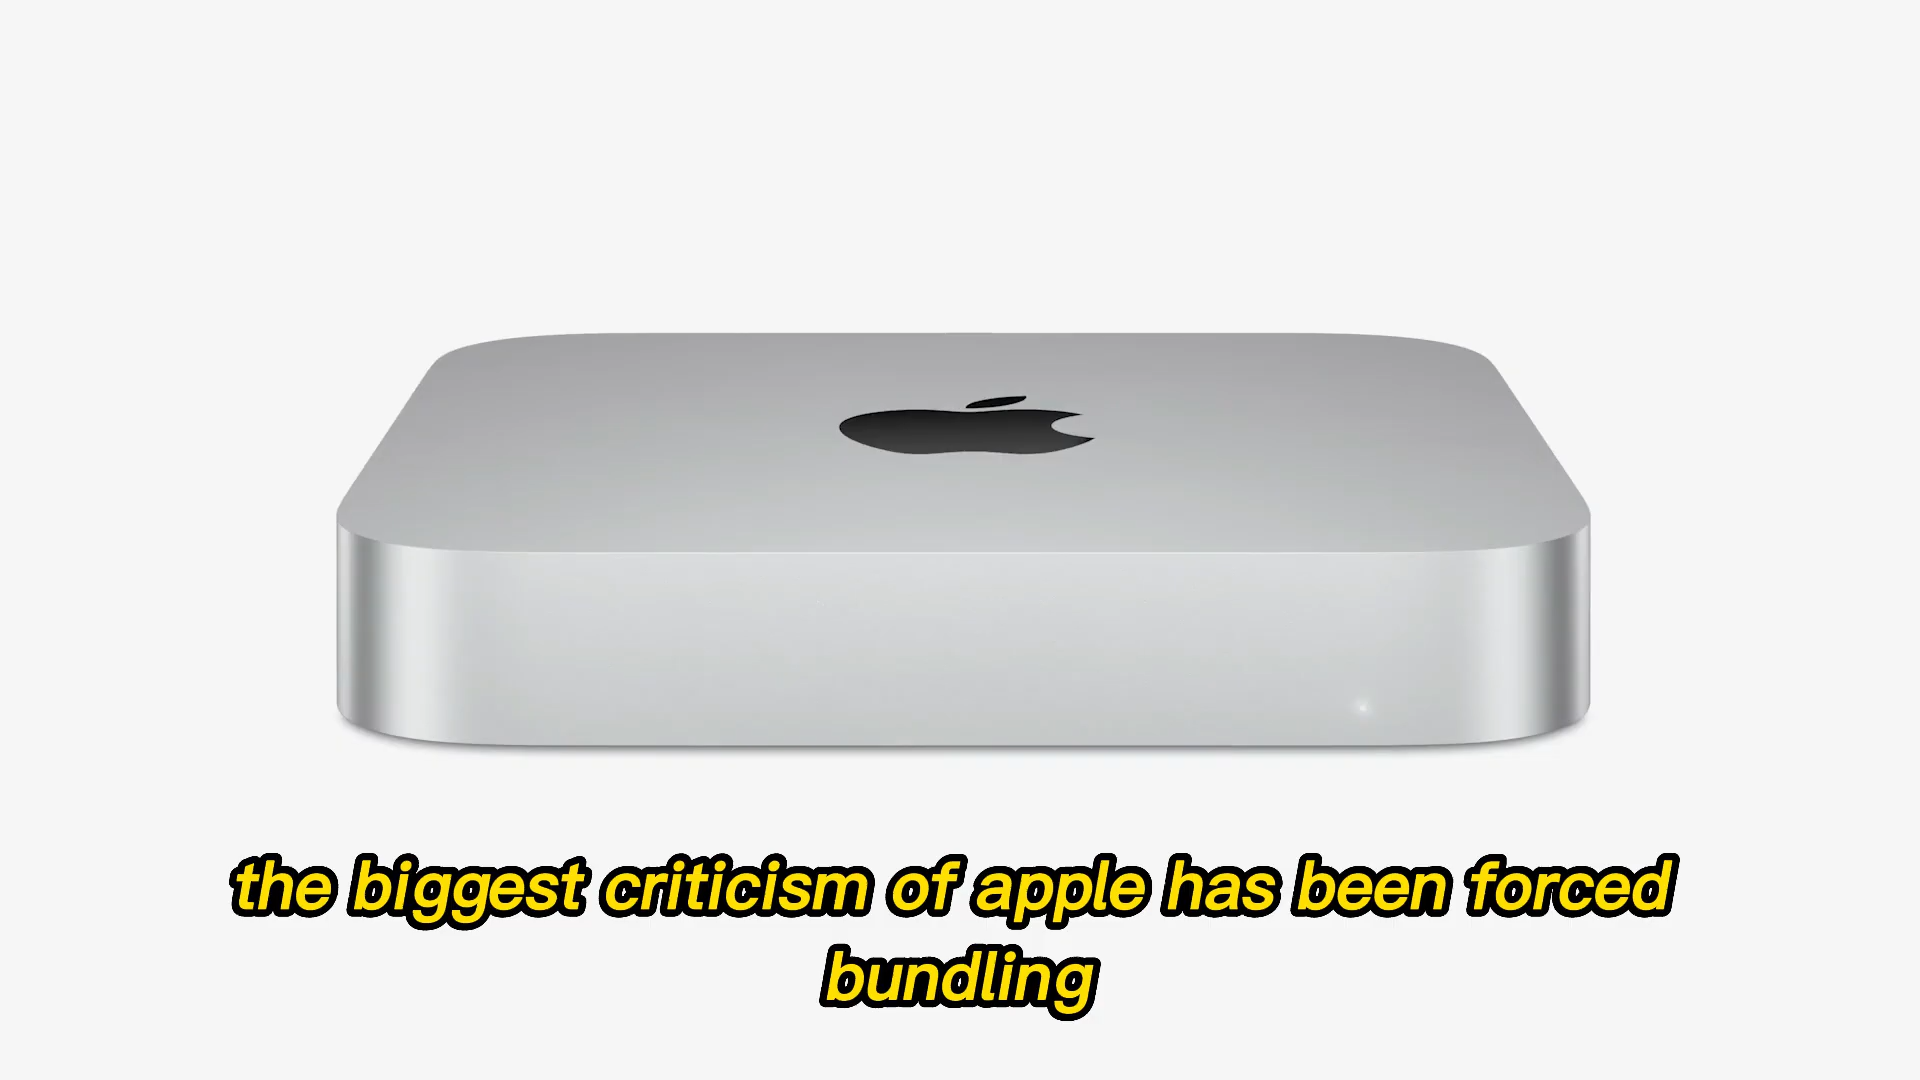 the biggest criticism of apple has been forced
bundling